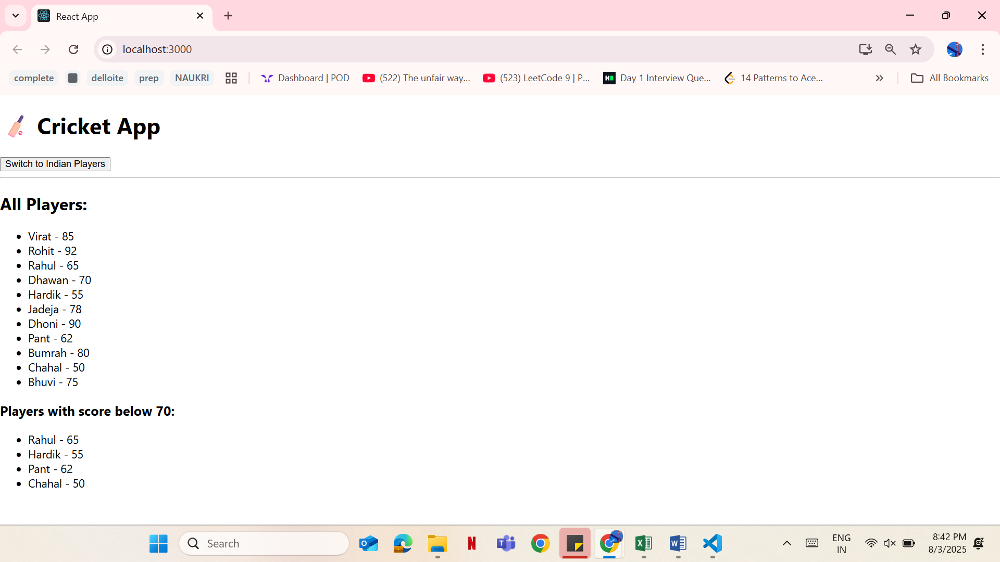 React App
localhost:3000
complete
delloite
prep
NAUKRI
Dashboard | POD
(522) The unfair way...
(523) LeetCode 9 | P...
Day 1 Interview Que...
14 Patterns to Ace...
All Bookmarks
Cricket App
Switch to Indian Players
All Players:
Virat - 85
Rohit - 92
Rahul - 65
Dhawan - 70
Hardik - 55
Jadeja - 78
Dhoni - 90
Pant - 62
Bumrah - 80
Chahal - 50
Bhuvi - 75
Players with score below 70:
Rahul - 65
Hardik - 55
Pant - 62
Chahal - 50
Search
ENG
IN
8:42 PM
8/3/2025